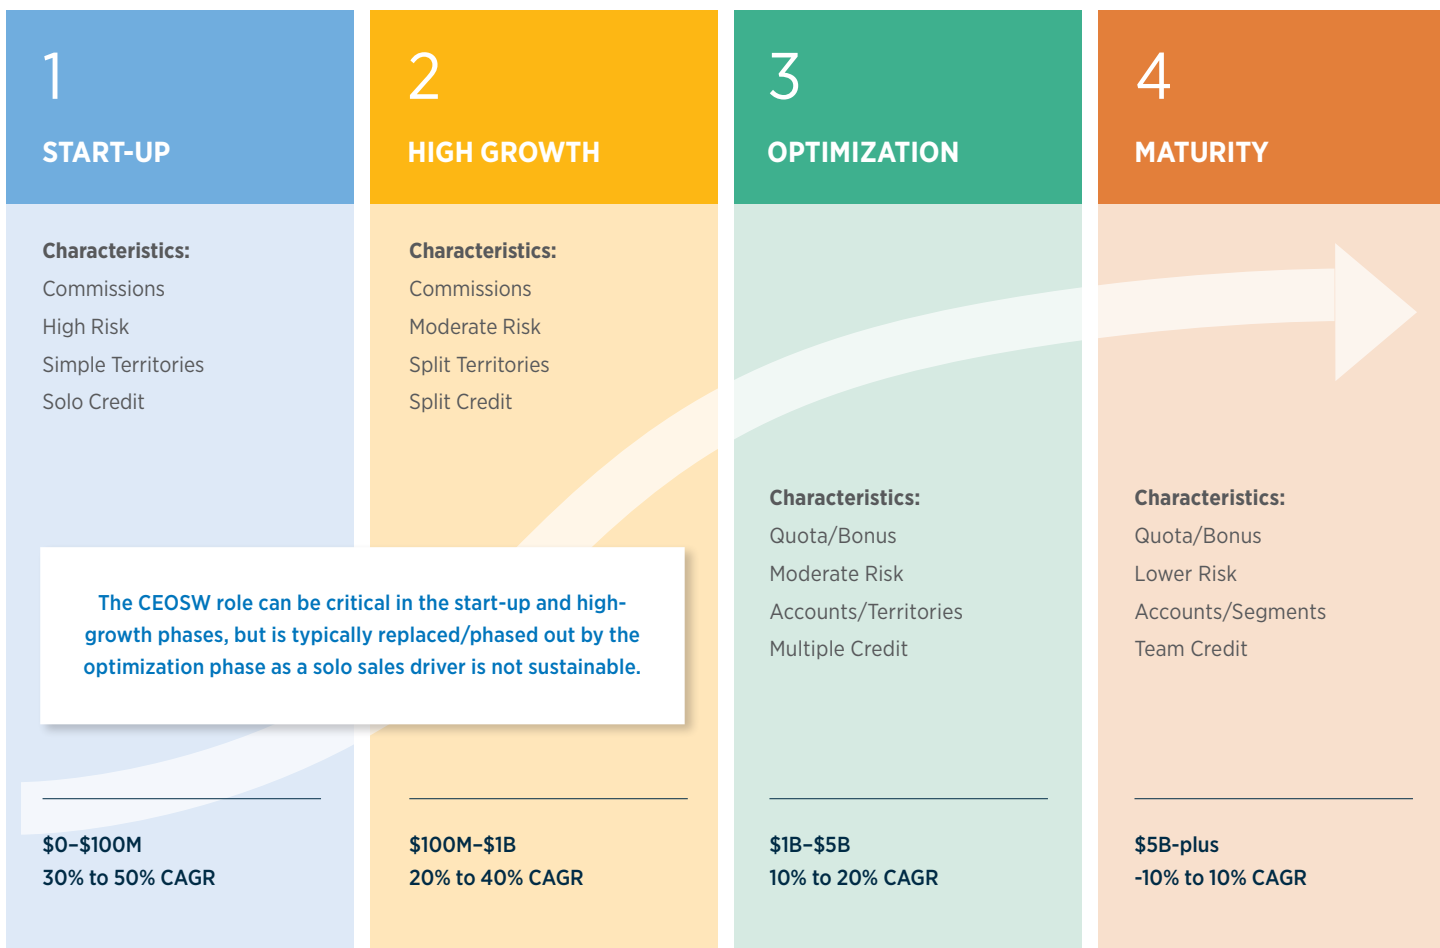 1
START-UP
Characteristics:
Commissions
High Risk
Simple Territories
Solo Credit
$0–$100M
30% to 50% CAGR
2
HIGH GROWTH
Characteristics:
Commissions
Moderate Risk
Split Territories
Split Credit
The CEOSW role can be critical in the start-up and high-
growth phases, but is typically replaced/phased out by the
optimization phase as a solo sales driver is not sustainable.
$100M–$1B
20% to 40% CAGR
3
OPTIMIZATION
Characteristics:
Quota/Bonus
Moderate Risk
Accounts/Territories
Multiple Credit
$1B–$5B
10% to 20% CAGR
4
MATURITY
Characteristics:
Quota/Bonus
Lower Risk
Accounts/Segments
Team Credit
$5B-plus
-10% to 10% CAGR